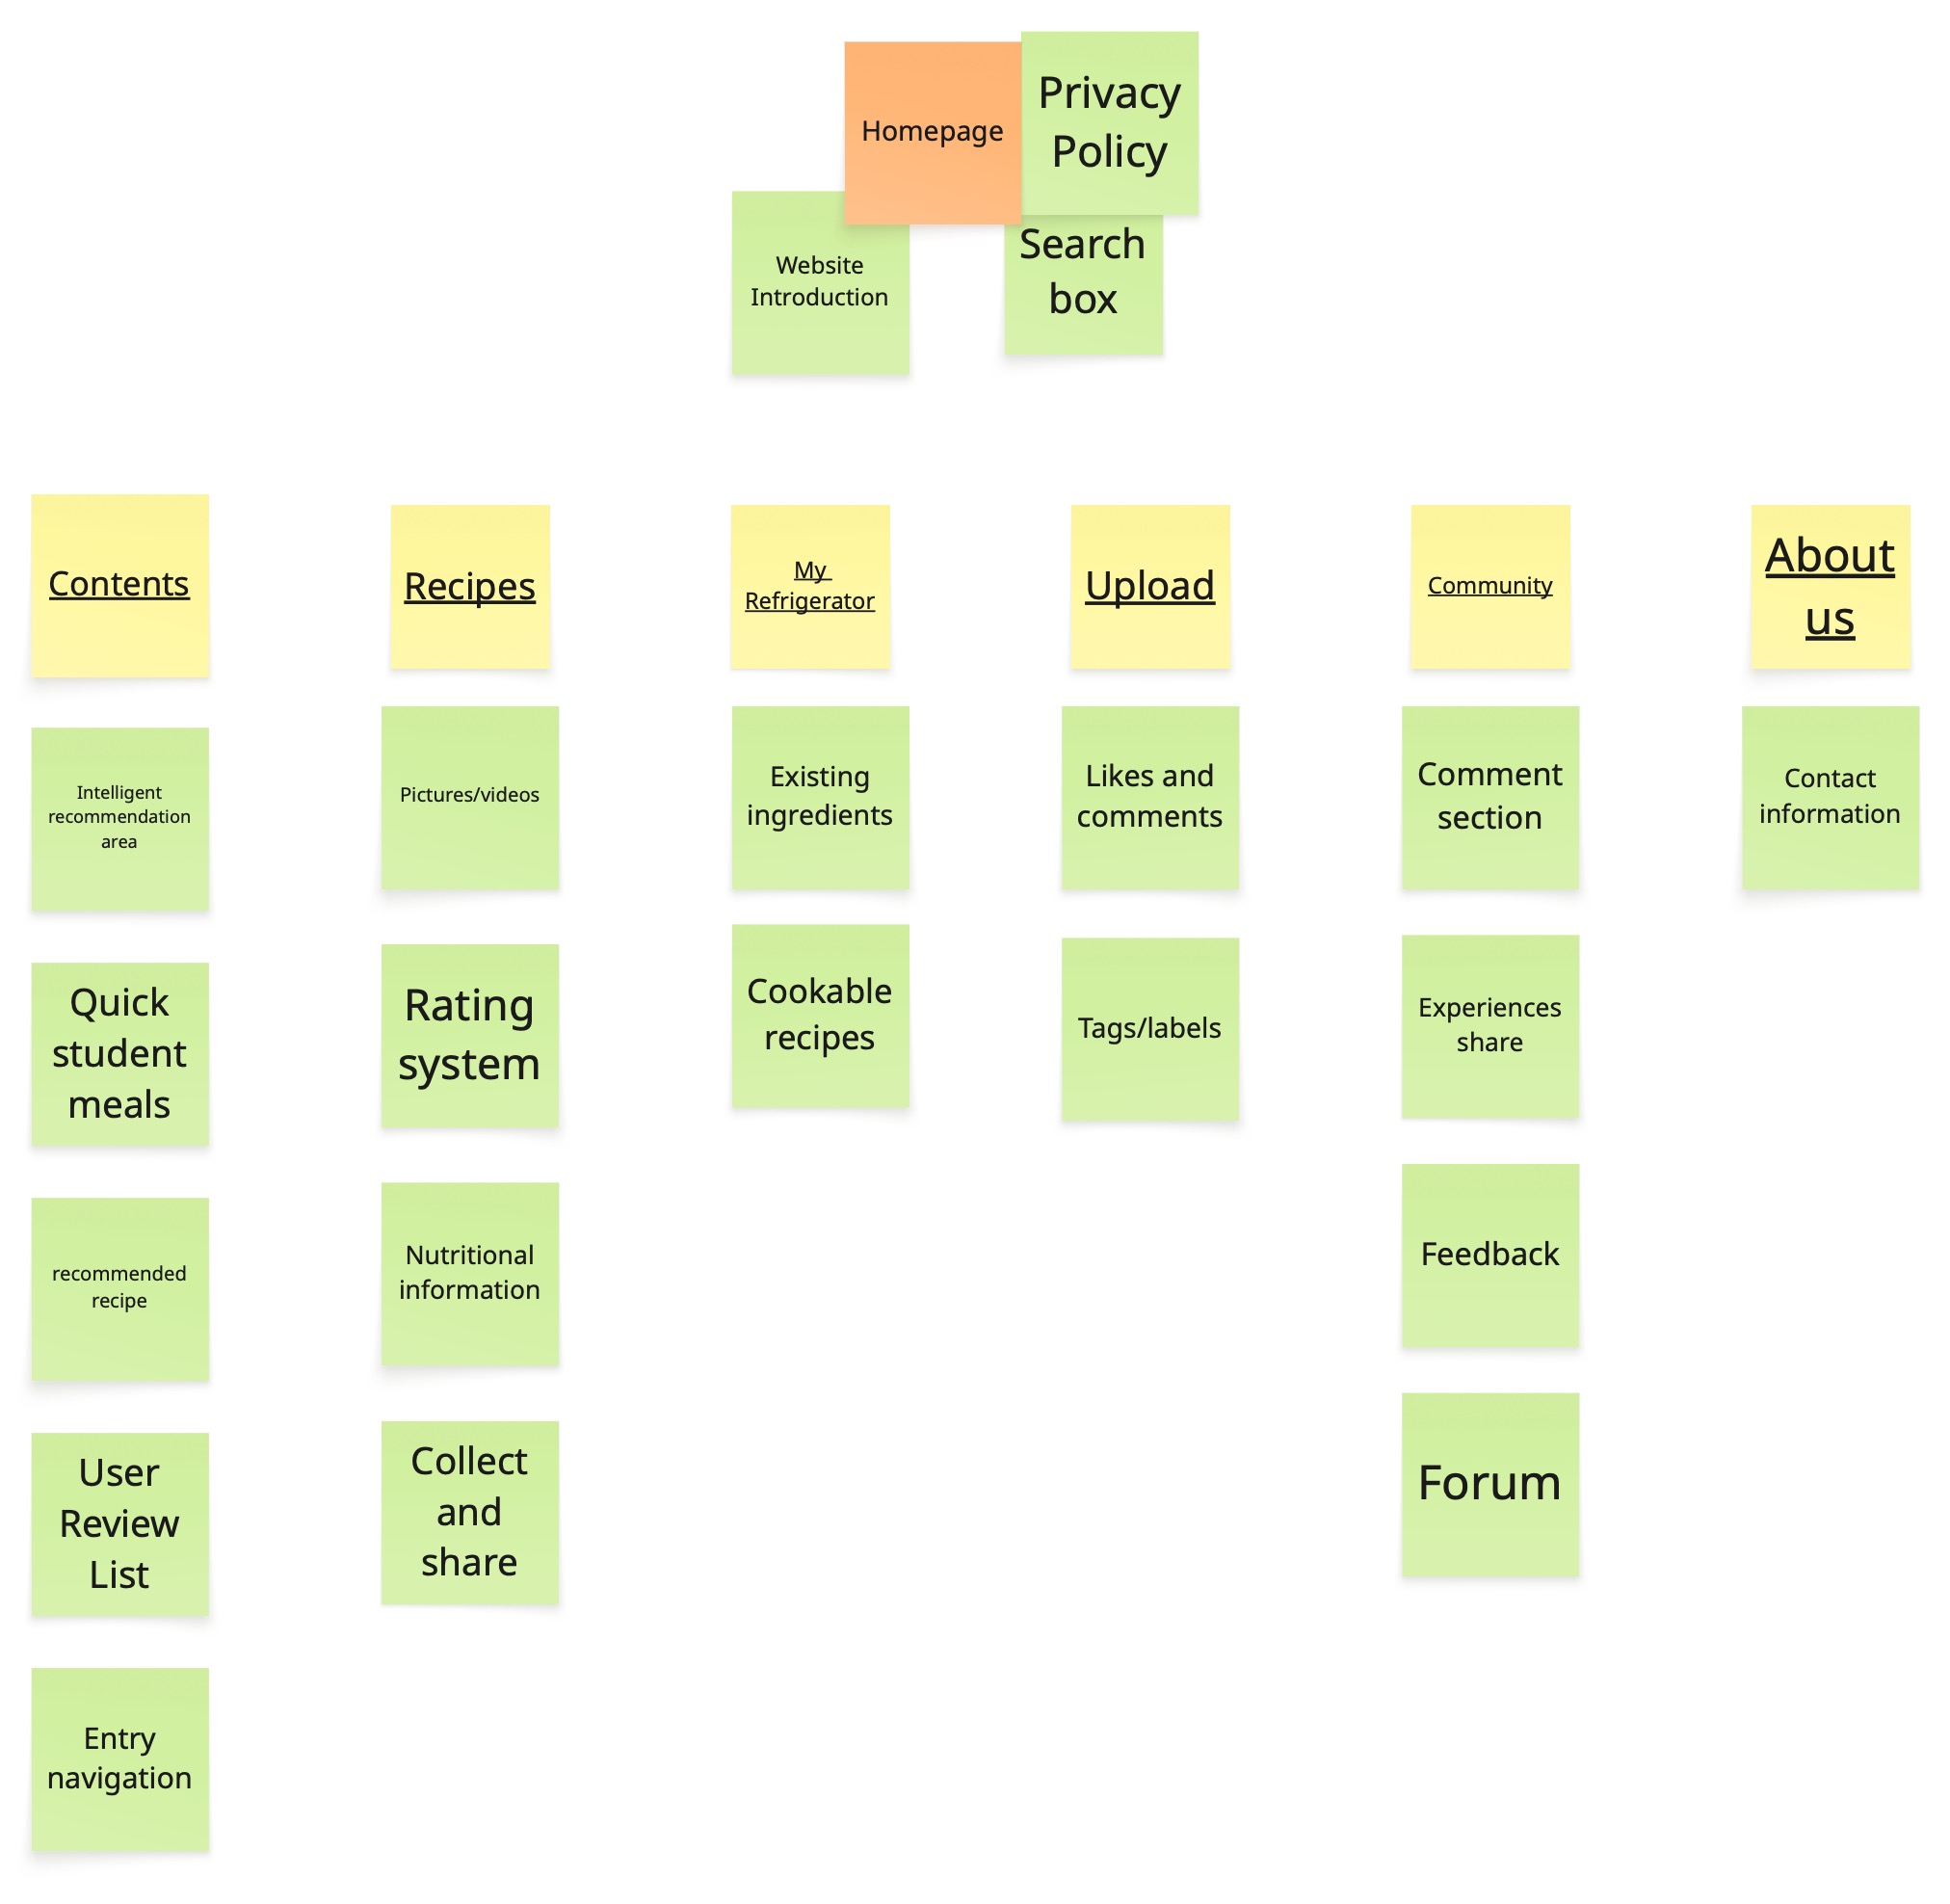 Homepage
Privacy
Policy
Website
Introduction
Search
box
Contents
Recipes
My
Refrigerator
Upload
Community
About
us
Intelligent
recommendation
area
Pictures/videos
Existing
ingredients
Likes and
comments
Comment
section
Contact
information
Quick
student
meals
Rating
system
Cookable
recipes
Tags/labels
Experiences
share
recommended
recipe
Nutritional
information
Feedback
User
Review
List
Collect
and
share
Forum
Entry
navigation